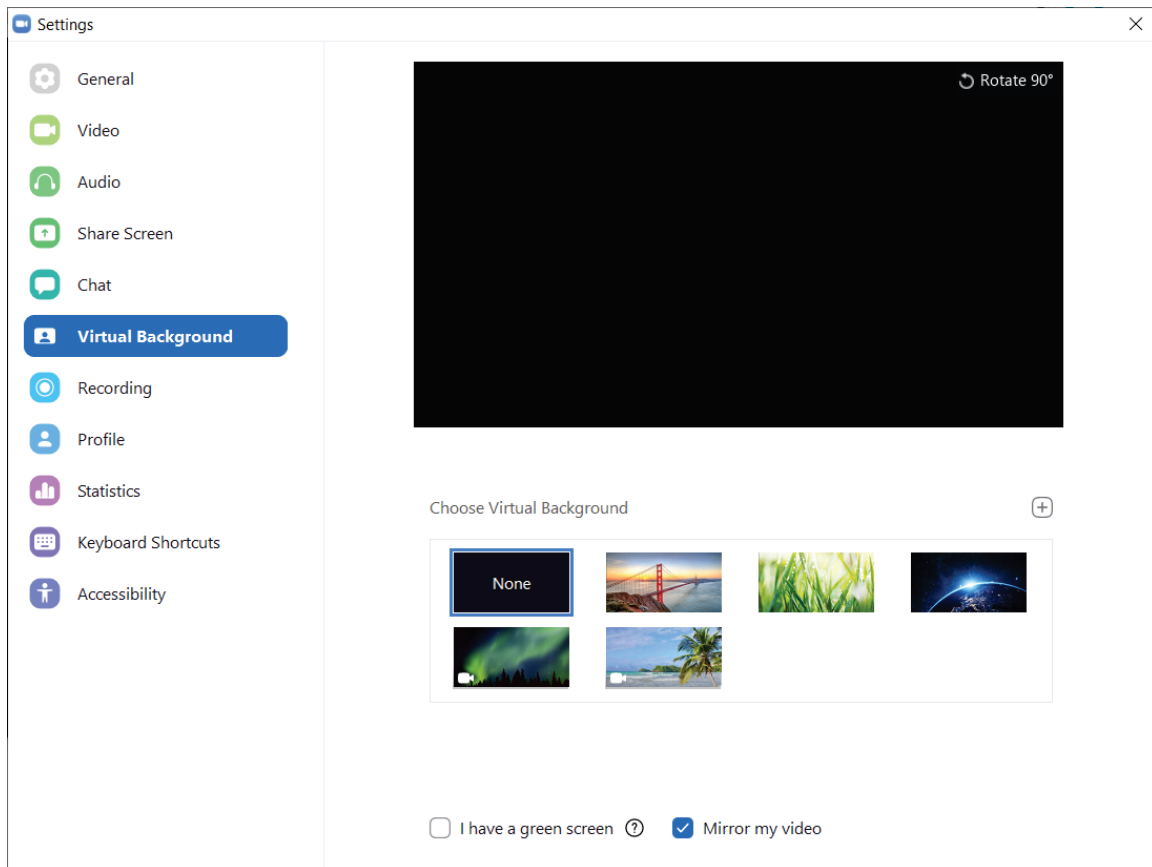 Settings
General
Video
Audio
Share Screen
Chat
Virtual Background
Recording
Profile
Statistics
Keyboard Shortcuts
Accessibility
Rotate 90°
Choose Virtual Background
None
I have a green screen
Mirror my video